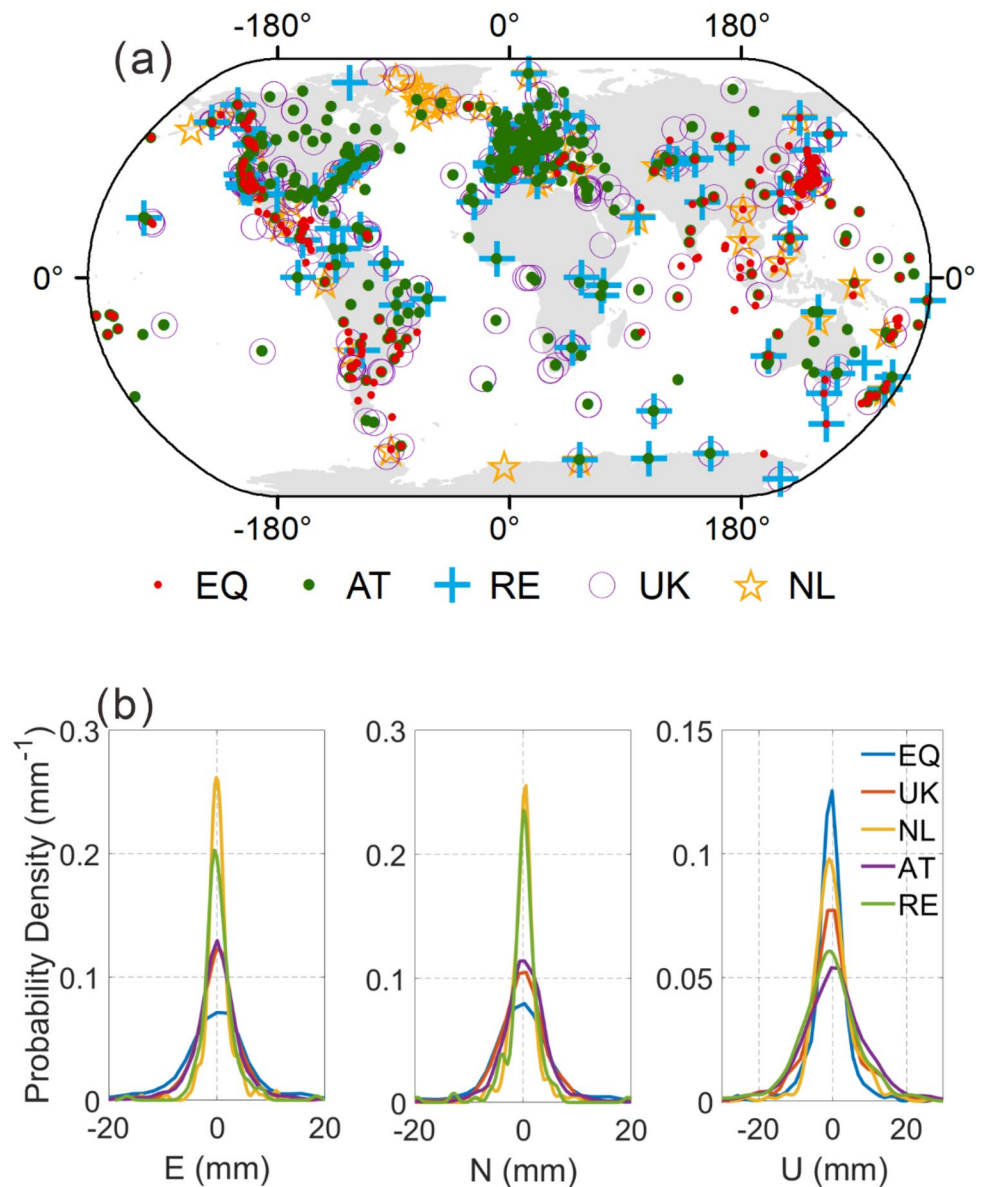 -180° 0° 180°
(a)
0° 0°
-180° 0° 180°
EQ AT RE UK NL
(b)
Probability Density (mm-1)
0.3 0.3 0.15
EQ
UK
0.2 0.2 0.1 NL
AT
RE
0.1 0.1 0.05
0 0 0
-20 0 20 -20 0 20 -20 0 20
E (mm) N (mm) U (mm)